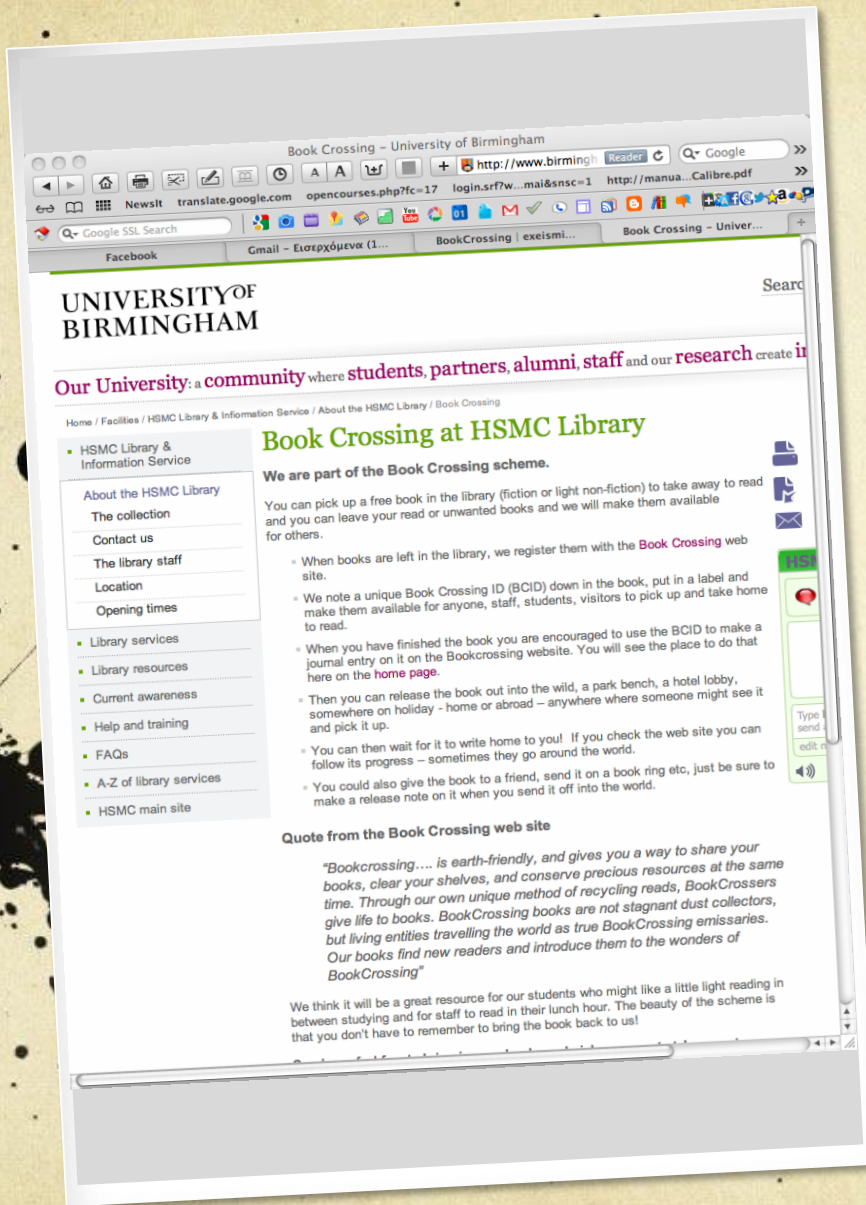 Book Crossing – University of Birmingham
A A + http://www.birmingh Reader Google
Newsit translate.google.com opencourses.php?fc=17 login.srf?w...mai&snsc=1 http://manua...Calibre.pdf
Google SSL Search
Facebook Gmail – Εισερχόμενα (1... BookCrossing | exeismi... Book Crossing – Univer... +
UNIVERSITY OF
BIRMINGHAM
Searc
Our University: a community where students, partners, alumni, staff and our research create in
Home / Facilities / HSMC Library & Information Service / About the HSMC Library / Book Crossing
HSMC Library &
Information Service
About the HSMC Library
The collection
Contact us
The library staff
Location
Opening times
Library services
Library resources
Current awareness
Help and training
FAQs
A-Z of library services
HSMC main site
Book Crossing at HSMC Library
We are part of the Book Crossing scheme.
You can pick up a free book in the library (fiction or light non-fiction) to take away to read
and you can leave your read or unwanted books and we will make them available
for others.
When books are left in the library, we register them with the Book Crossing web
site.
We note a unique Book Crossing ID (BCID) down in the book, put in a label and
make them available for anyone, staff, students, visitors to pick up and take home
to read.
When you have finished the book you are encouraged to use the BCID to make a
journal entry on it on the Bookcrossing website. You will see the place to do that
here on the home page.
Then you can release the book out into the wild, a park bench, a hotel lobby,
somewhere on holiday - home or abroad – anywhere where someone might see it
and pick it up.
You can then wait for it to write home to you! If you check the web site you can
follow its progress – sometimes they go around the world.
You could also give the book to a friend, send it on a book ring etc, just be sure to
make a release note on it when you send it off into the world.
Quote from the Book Crossing web site
"Bookcrossing.... is earth-friendly, and gives you a way to share your
books, clear your shelves, and conserve precious resources at the same
time. Through our own unique method of recycling reads, BookCrossers
give life to books. BookCrossing books are not stagnant dust collectors,
but living entities travelling the world as true BookCrossing emissaries.
Our books find new readers and introduce them to the wonders of
BookCrossing"
We think it will be a great resource for our students who might like a little light reading in
between studying and for staff to read in their lunch hour. The beauty of the scheme is
that you don't have to remember to bring the book back to us!
HSM
Type
send
edit n